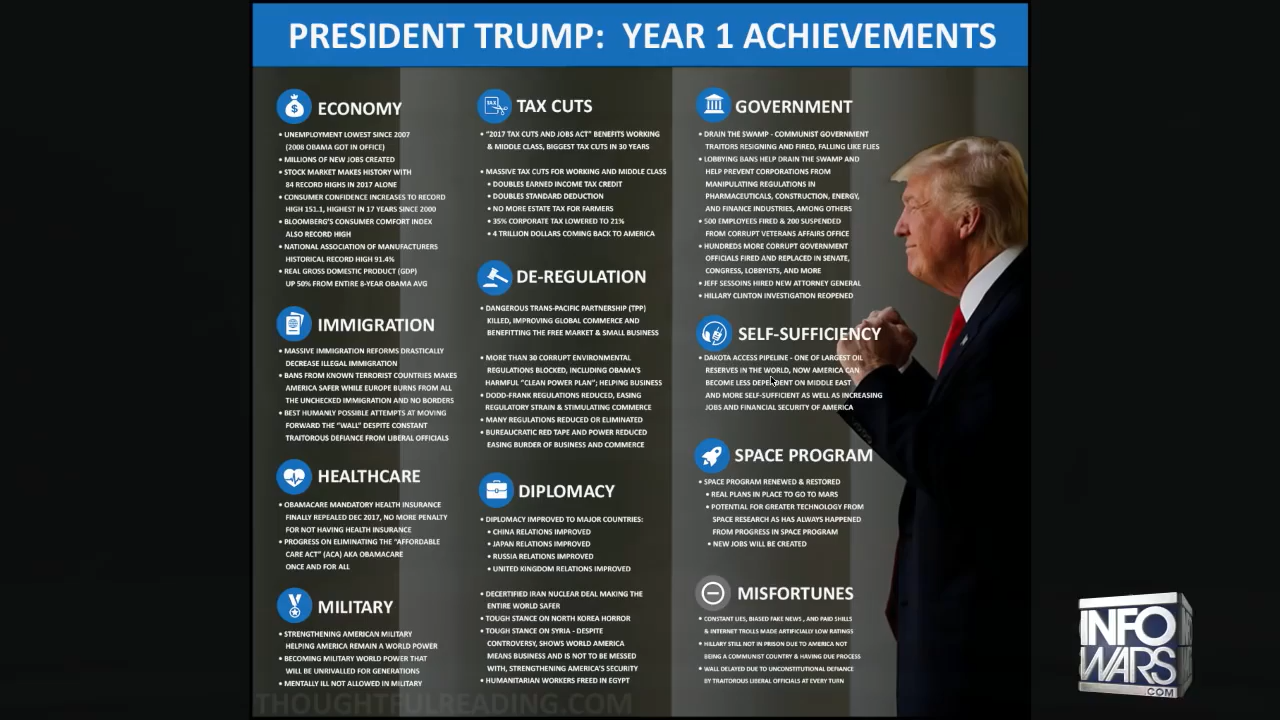 PRESIDENT TRUMP: YEAR 1 ACHIEVEMENTS
ECONOMY
• UNEMPLOYMENT LOWEST SINCE 2007
(2008 OBAMA GOT IN OFFICE)
• MILLIONS OF NEW JOBS CREATED
• STOCK MARKET MAKES HISTORY WITH
84 RECORD HIGHS IN 2017 ALONE
• CONSUMER CONFIDENCE INCREASES TO RECORD
HIGH 151.1, HIGHEST IN 17 YEARS SINCE 2000
• BLOOMBERG'S CONSUMER COMFORT INDEX
ALSO RECORD HIGH
• NATIONAL ASSOCIATION OF MANUFACTURERS
HISTORICAL RECORD HIGH 91.4%
• REAL GROSS DOMESTIC PRODUCT (GDP)
UP 50% FROM ENTIRE 8-YEAR OBAMA AVG
IMMIGRATION
• MASSIVE IMMIGRATION REFORMS DRASTICALLY
DECREASE ILLEGAL IMMIGRATION
• BANS FROM KNOWN TERRORIST COUNTRIES MAKES
AMERICA SAFER WHILE EUROPE BURNS FROM ALL
THE UNCHECKED IMMIGRATION AND NO BORDERS
• BEST HUMANLY POSSIBLE ATTEMPTS AT MOVING
FORWARD THE "WALL" DESPITE CONSTANT
TRAITOROUS DEFIANCE FROM LIBERAL OFFICIALS
HEALTHCARE
• OBAMACARE MANDATORY HEALTH INSURANCE
FINALLY REPEALED DEC 2017, NO MORE PENALTY
FOR NOT HAVING HEALTH INSURANCE
• PROGRESS ON ELIMINATING THE "AFFORDABLE
CARE ACT" (ACA) AKA OBAMACARE
ONCE AND FOR ALL
MILITARY
• STRENGTHENING AMERICAN MILITARY
HELPING AMERICA REMAIN A WORLD POWER
• BECOMING MILITARY WORLD POWER THAT
WILL BE UNRIVALLED FOR GENERATIONS
• MENTALLY ILL NOT ALLOWED IN MILITARY
TAX CUTS
• "2017 TAX CUTS AND JOBS ACT" BENEFITS WORKING
& MIDDLE CLASS, BIGGEST TAX CUTS IN 30 YEARS
• MASSIVE TAX CUTS FOR WORKING AND MIDDLE CLASS
• DOUBLES EARNED INCOME TAX CREDIT
• DOUBLES STANDARD DEDUCTION
• NO MORE ESTATE TAX FOR FARMERS
• 35% CORPORATE TAX LOWERED TO 21%
• 4 TRILLION DOLLARS COMING BACK TO AMERICA
DE-REGULATION
• DANGEROUS TRANS-PACIFIC PARTNERSHIP (TPP)
KILLED, IMPROVING GLOBAL COMMERCE AND
BENEFITTING THE FREE MARKET & SMALL BUSINESS
• MORE THAN 30 CORRUPT ENVIRONMENTAL
REGULATIONS BLOCKED, INCLUDING OBAMA'S
HARMFUL "CLEAN POWER PLAN"; HELPING BUSINESS
• DODD-FRANK REGULATIONS REDUCED, EASING
REGULATORY STRAIN & STIMULATING COMMERCE
• MANY REGULATIONS REDUCED OR ELIMINATED
• BUREAUCRATIC RED TAPE AND POWER REDUCED
EASING BURDEN OF BUSINESS AND COMMERCE
DIPLOMACY
• DIPLOMACY IMPROVED TO MAJOR COUNTRIES:
• CHINA RELATIONS IMPROVED
• JAPAN RELATIONS IMPROVED
• RUSSIA RELATIONS IMPROVED
• UNITED KINGDOM RELATIONS IMPROVED
• DECERTIFIED IRAN NUCLEAR DEAL MAKING THE
ENTIRE WORLD SAFER
• TOUGH STANCE ON NORTH KOREA HORROR
• TOUGH STANCE ON SYRIA - DESPITE
CONTROVERSY, SHOWS WORLD AMERICA
MEANS BUSINESS AND IS NOT TO BE MESSED
WITH, STRENGTHENING AMERICA'S SECURITY
• HUMANITARIAN WORKERS FREED IN EGYPT
GOVERNMENT
• DRAIN THE SWAMP - COMMUNIST GOVERNMENT
TRAITORS RESIGNING AND FIRED, FALLING LIKE FLIES
• LOBBYING BANS HELP DRAIN THE SWAMP AND
HELP PREVENT CORPORATIONS FROM
MANIPULATING REGULATIONS IN
PHARMACEUTICALS, CONSTRUCTION, ENERGY,
AND FINANCE INDUSTRIES, AMONG OTHERS
• 500 EMPLOYEES FIRED & 200 SUSPENDED
FROM CORRUPT VETERANS AFFAIRS OFFICE
• HUNDREDS MORE CORRUPT GOVERNMENT
OFFICIALS FIRED AND REPLACED IN SENATE,
CONGRESS, LOBBYISTS, AND MORE
• JEFF SESSOINS HIRED NEW ATTORNEY GENERAL
• HILLARY CLINTON INVESTIGATION REOPENED
SELF-SUFFICIENCY
• DAKOTA ACCESS PIPELINE - ONE OF LARGEST OIL
RESERVES IN THE WORLD, NOW AMERICA CAN
BECOME LESS DEPENDENT ON MIDDLE EAST
AND MORE SELF-SUFFICIENT AS WELL AS INCREASING
JOBS AND FINANCIAL SECURITY OF AMERICA
SPACE PROGRAM
• SPACE PROGRAM RENEWED & RESTORED
• REAL PLANS IN PLACE TO GO TO MARS
• POTENTIAL FOR GREATER TECHNOLOGY FROM
SPACE RESEARCH AS HAS ALWAYS HAPPENED
FROM PROGRESS IN SPACE PROGRAM
• NEW JOBS WILL BE CREATED
MISFORTUNES
• CONSTANT LIES, BIASED FAKE NEWS, AND PAID SHILLS
& INTERNET TROLLS MADE ARTIFICIALLY LOW RATINGS
• HILLARY STILL NOT IN PRISON DUE TO AMERICA NOT
BEING A COMMUNIST COUNTRY & HAVING DUE PROCESS
• WALL DELAYED DUE TO UNCONSTITUTIONAL DEFIANCE
BY TRAITOROUS LIBERAL OFFICIALS AT EVERY TURN
THOUGHTFULREADING.COM
INFO
WARS
.COM